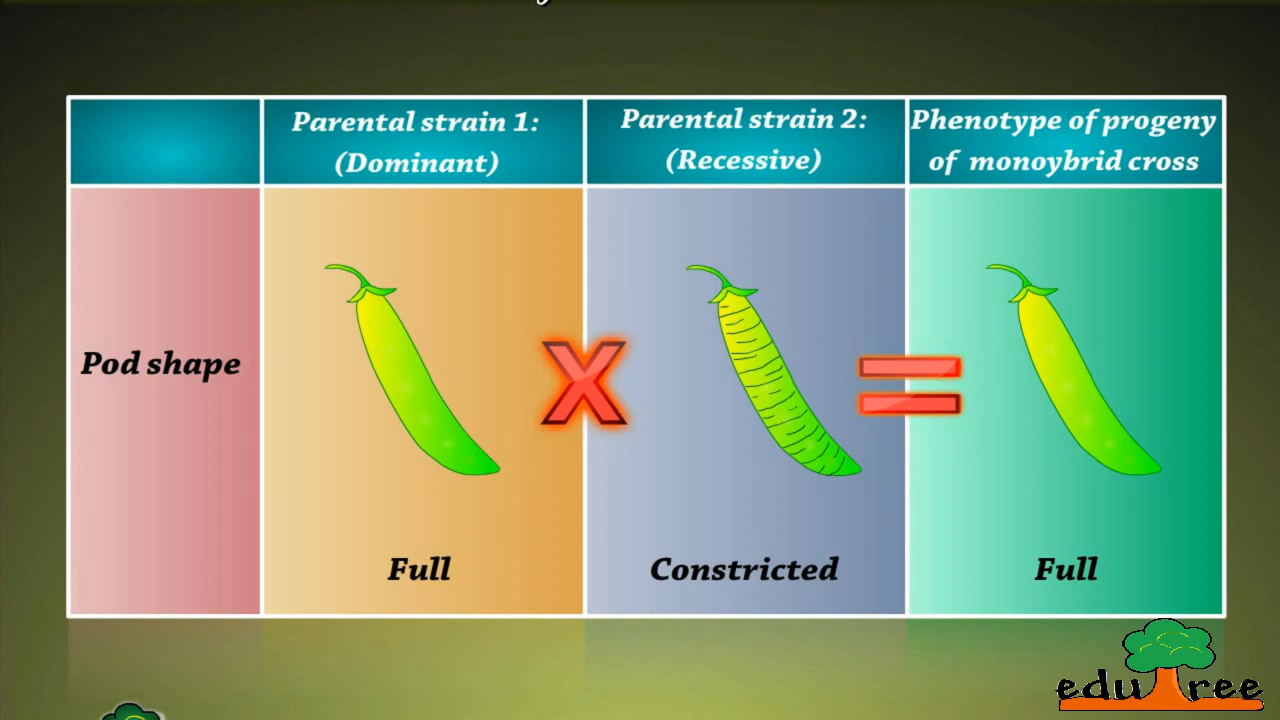 Parental strain 1:
(Dominant)
Parental strain 2:
(Recessive)
Phenotype of progeny
of monoybrid cross
Pod shape
X
=
Full
Constricted
Full
eduTree